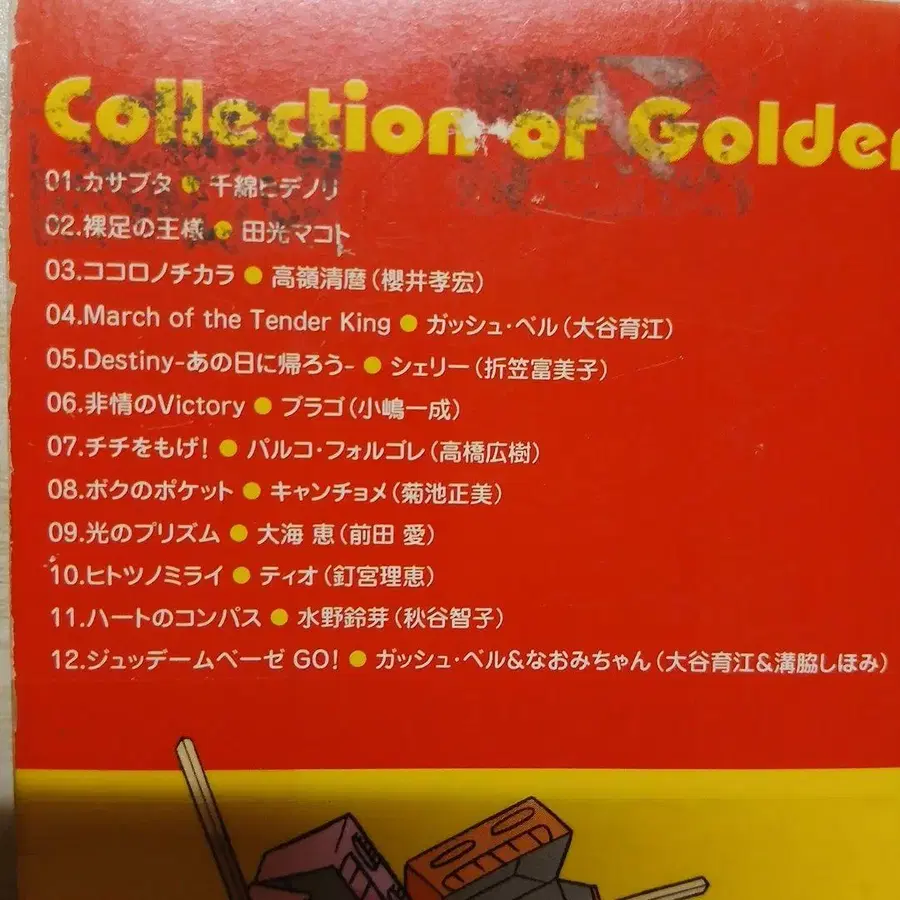 Collection of Golden
01.カサブタ ● 千綿ヒデノリ
02.裸足の王様 ● 田光マコト
03.ココロノチカラ ● 高嶺清麿(櫻井孝宏)
04.March of the Tender King ● ガッシュ・ベル(大谷育江)
05.Destiny-あの日に帰ろう- ● シェリー(折笠富美子)
06.非情のVictory ● ブラゴ(小嶋一成)
07.チチをもげ! ● パルコ・フォルゴレ(高橋広樹)
08.ボクのポケット ● キャンチョメ(菊池正美)
09.光のプリズム ● 大海 恵(前田 愛)
10.ヒトツノミライ ● ティオ(釘宮理恵)
11.ハートのコンパス ● 水野鈴芽(秋谷智子)
12.ジュッデームベーゼ GO! ● ガッシュ・ベル&なおみちゃん(大谷育江&溝脇しほみ)